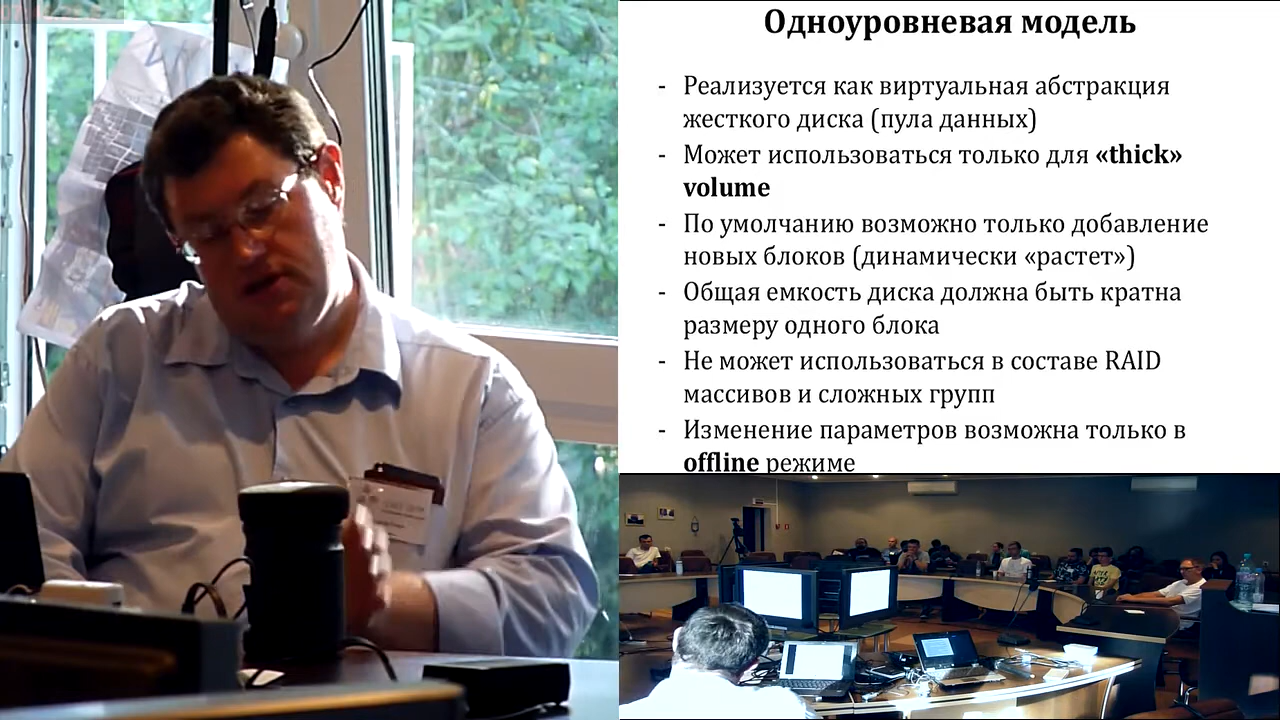 Одноуровневая модель
- Реализуется как виртуальная абстракция
жесткого диска (пула данных)
- Может использоваться только для «thick»
volume
- По умолчанию возможно только добавление
новых блоков (динамически «растет»)
- Общая емкость диска должна быть кратна
размеру одного блока
- Не может использоваться в составе RAID
массивов и сложных групп
- Изменение параметров возможна только в
offline режиме